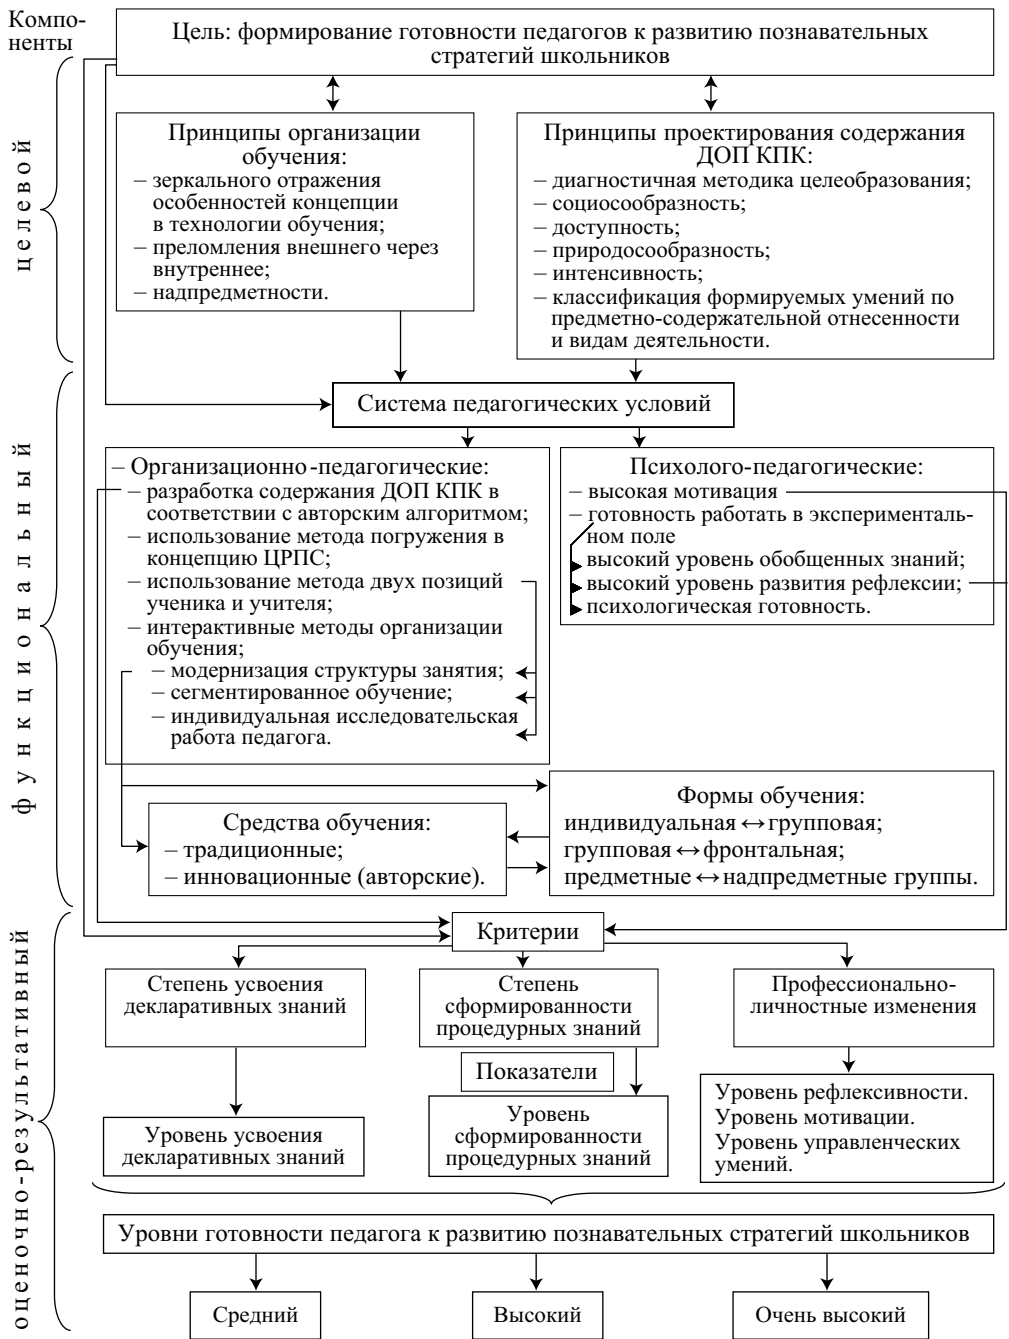 Компо-
ненты
Цель: формирование готовности педагогов к развитию познавательных
стратегий школьников
целевой
Принципы организации
обучения:
– зеркального отражения
особенностей концепции
в технологии обучения;
– преломления внешнего через
внутреннее;
– надпредметности.
Принципы проектирования содержания
ДОП КПК:
– диагностичная методика целеобразования;
– социосообразность;
– доступность;
– природосообразность;
– интенсивность;
– классификация формируемых умений по
предметно-содержательной отнесенности
и видам деятельности.
функциональный
Система педагогических условий
– Организационно-педагогические:
– разработка содержания ДОП КПК в
соответствии с авторским алгоритмом;
– использование метода погружения в
концепцию ЦРПС;
– использование метода двух позиций
ученика и учителя;
– интерактивные методы организации
обучения;
– модернизация структуры занятия;
– сегментированное обучение;
– индивидуальная исследовательская
работа педагога.
Психолого-педагогические:
– высокая мотивация
– готовность работать в эксперименталь-
ном поле
высокий уровень обобщенных знаний;
высокий уровень развития рефлексии;
психологическая готовность.
Средства обучения:
– традиционные;
– инновационные (авторские).
Формы обучения:
индивидуальная ↔ групповая;
групповая ↔ фронтальная;
предметные ↔ надпредметные группы.
оценочно-результативный
Критерии
Степень усвоения
декларативных знаний
Степень
сформированности
процедурных знаний
Профессионально-
личностные изменения
Показатели
Уровень усвоения
декларативных знаний
Уровень
сформированности
процедурных знаний
Уровень рефлексивности.
Уровень мотивации.
Уровень управленческих
умений.
Уровни готовности педагога к развитию познавательных стратегий школьников
Средний
Высокий
Очень высокий